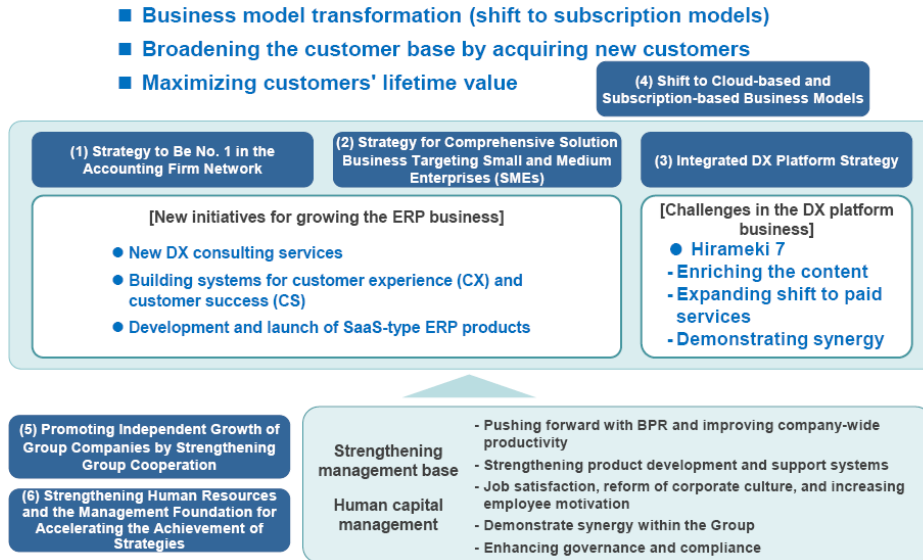 ■ Business model transformation (shift to subscription models)
■ Broadening the customer base by acquiring new customers
■ Maximizing customers' lifetime value
(4) Shift to Cloud-based and
Subscription-based Business Models
(1) Strategy to Be No. 1 in the
Accounting Firm Network
(2) Strategy for Comprehensive Solution
Business Targeting Small and Medium
Enterprises (SMEs)
(3) Integrated DX Platform Strategy
[New initiatives for growing the ERP business]
● New DX consulting services
● Building systems for customer experience (CX) and
customer success (CS)
● Development and launch of SaaS-type ERP products
[Challenges in the DX platform
business]
● Hirameki 7
- Enriching the content
- Expanding shift to paid
services
- Demonstrating synergy
(5) Promoting Independent Growth of
Group Companies by Strengthening
Group Cooperation
(6) Strengthening Human Resources
and the Management Foundation for
Accelerating the Achievement of
Strategies
Strengthening
management base
Human capital
management
- Pushing forward with BPR and improving company-wide
productivity
- Strengthening product development and support systems
- Job satisfaction, reform of corporate culture, and increasing
employee motivation
- Demonstrate synergy within the Group
- Enhancing governance and compliance